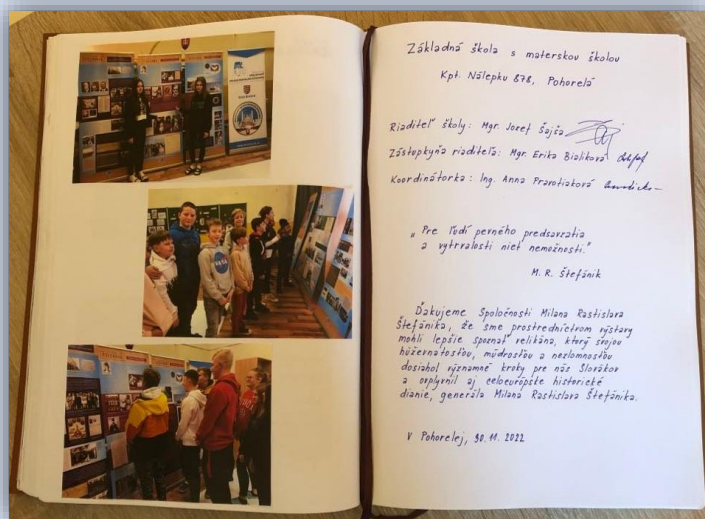 Základná škola s materskou školou
Kpt. Nálepku 878, Pohorelá
Riaditeľ školy: Mgr. Jozef Šajša
Zástupkyňa riaditeľa: Mgr. Erika Bialiková
Koordinátorka: Ing. Anna Pravotiaková
„Pre ľudí pevného predsavzatia
a vytrvalosti niet nemožnosti."
M. R. Štefánik
Ďakujeme Spoločnosti Milana Rastislava
Štefánika, že sme prostredníctvom výstavy
mohli lepšie spoznať velikána, ktorý svojou
húževnatosťou, múdrosťou a nezlomnosťou
dosiahol významné kroky pre nás Slovákov
a ovplyvnil aj celoeurópske historické
dianie, generála Milana Rastislava Štefánika.
V Pohorelej, 30. 11. 2022